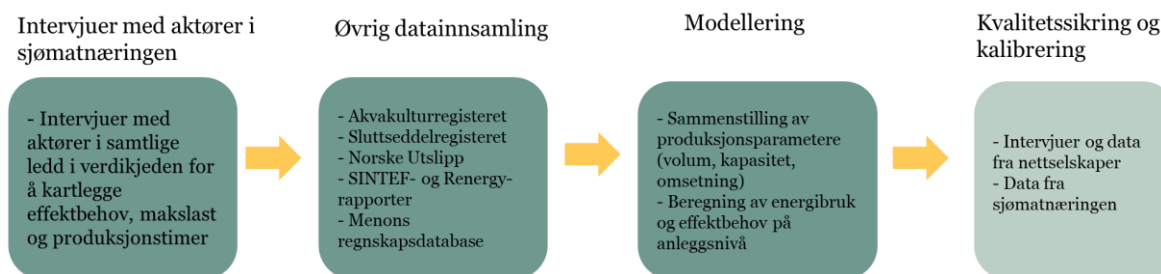 Intervjuer med aktører i
sjømatnæringen
- Intervjuer med
aktører i samtlige
ledd i verdikjeden for
å kartlegge
effektbehov, makslast
og produksjonstimer
Øvrig datainnsamling
- Akvakulturregisteret
- Sluttseddelregisteret
- Norske Utslipp
- SINTEF- og Renergy-
rapporter
- Menons
regnskapsdatabase
Modellering
- Sammenstilling av
produksjonsparametere
(volum, kapasitet,
omsetning)
- Beregning av energibruk
og effektbehov på
anleggsnivå
Kvalitetssikring og
kalibrering
- Intervjuer og data
fra nettselskaper
- Data fra
sjømatnæringen